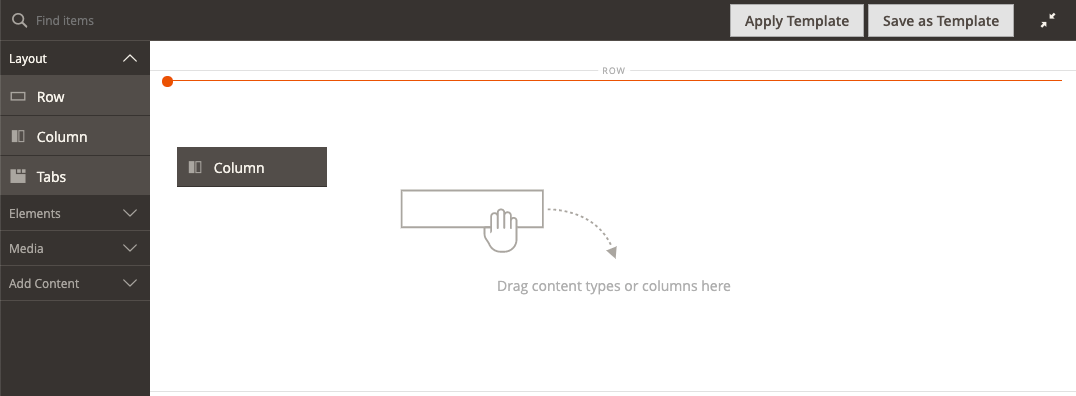 Find items
Apply Template
Save as Template
Layout
ROW
Row
Column
Column
Tabs
Elements
Media
Add Content
Drag content types or columns here